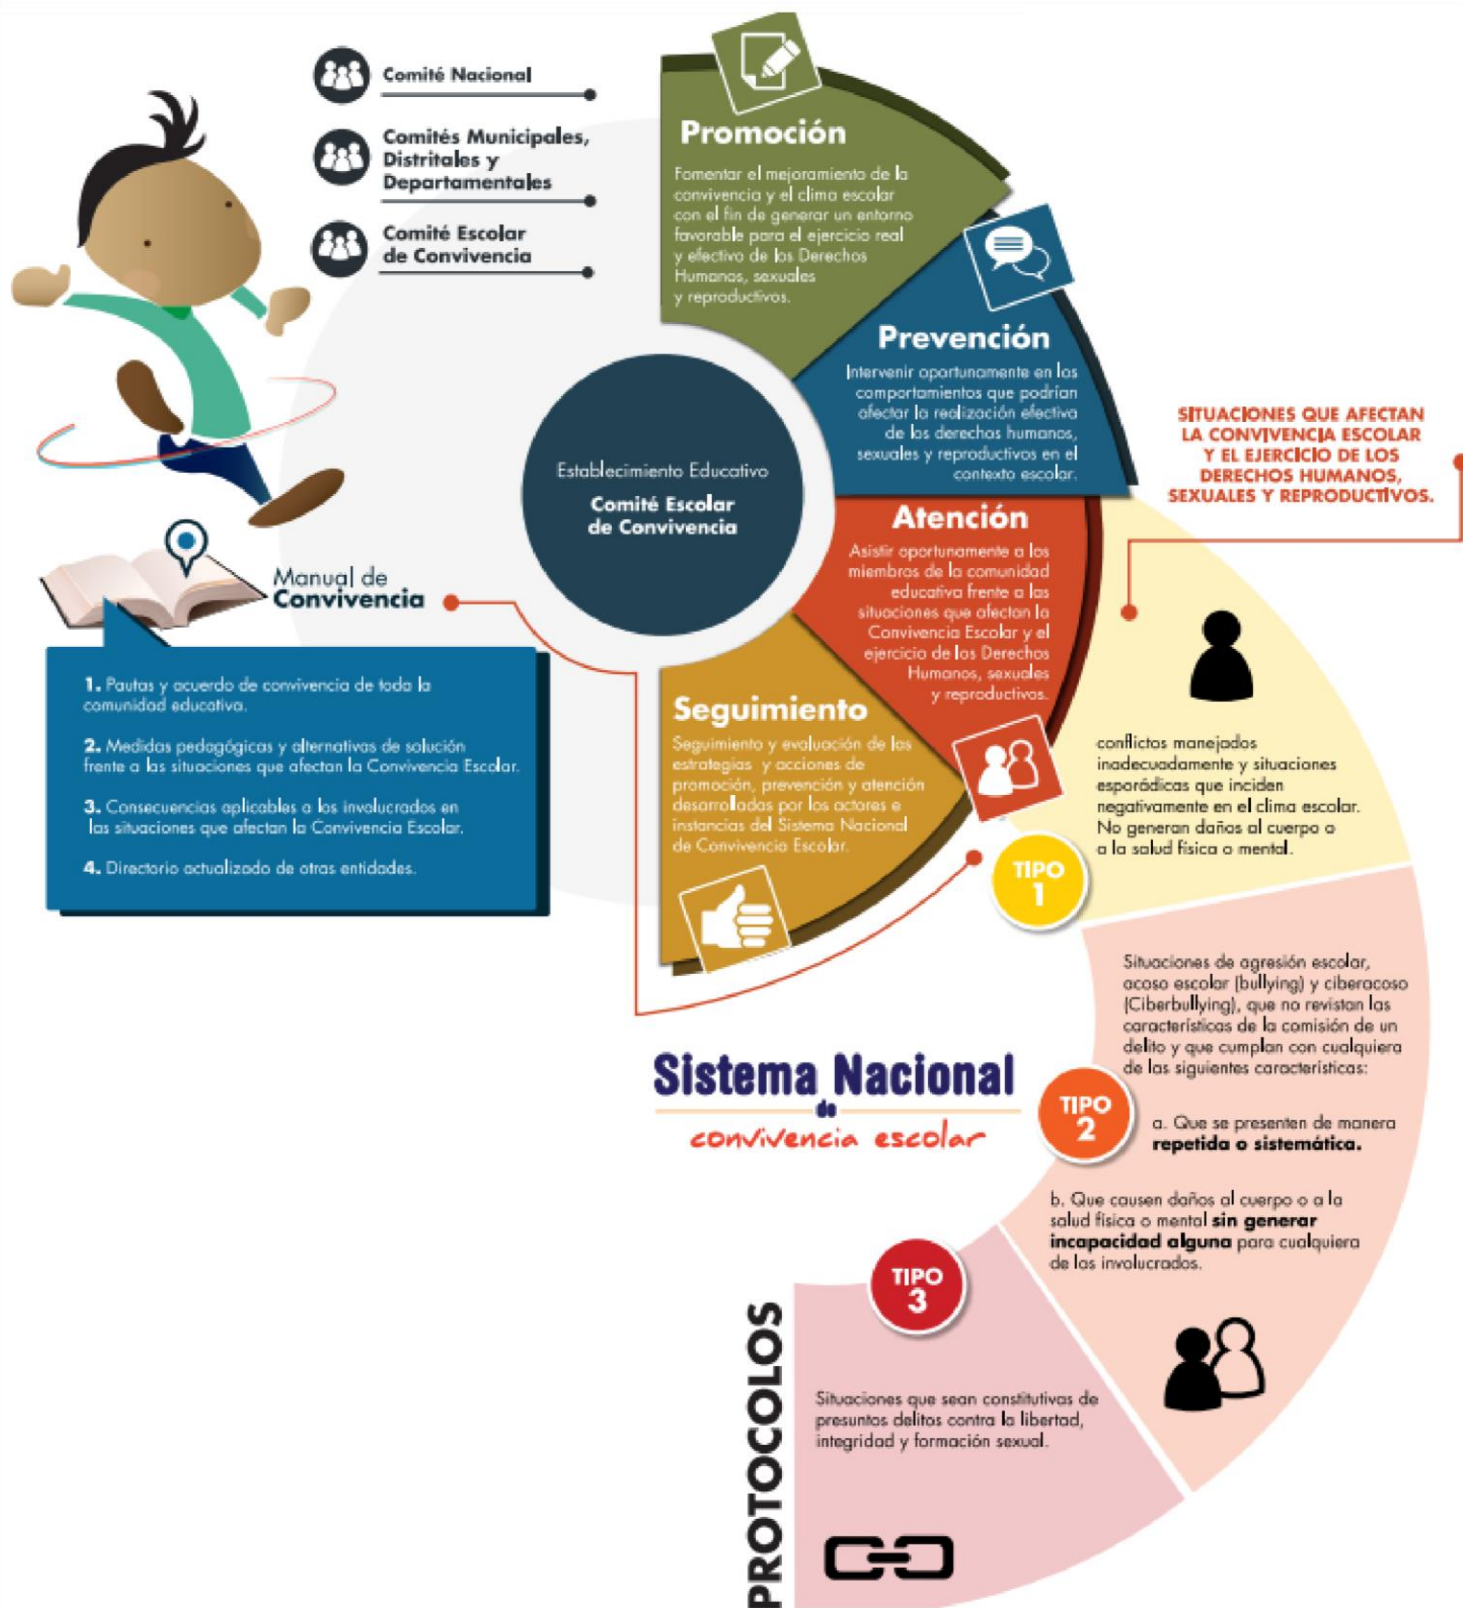 Comité Nacional
Comités Municipales,
Distritales y
Departamentales
Comité Escolar
de Convivencia
Promoción
Fomentar el mejoramiento de la
convivencia y el clima escolar
con el fin de generar un entorno
favorable para el ejercicio real
y efectivo de los Derechos
Humanos, sexuales
y reproductivos.
Prevención
Intervenir oportunamente en los
comportamientos que podrían
afectar la realización efectiva
de los derechos humanos,
sexuales y reproductivos en el
contexto escolar.
SITUACIONES QUE AFECTAN
LA CONVIVENCIA ESCOLAR
Y EL EJERCICIO DE LOS
DERECHOS HUMANOS,
SEXUALES Y REPRODUCTIVOS.
Establecimiento Educativo
Comité Escolar
de Convivencia
Atención
Asistir oportunamente a los
miembros de la comunidad
educativa frente a las
situaciones que afectan la
Convivencia Escolar y el
ejercicio de los Derechos
Humanos, sexuales
y reproductivos.
Manual de
Convivencia
1. Pautas y acuerdo de convivencia de toda la
comunidad educativa.
2. Medidas pedagógicas y alternativas de solución
frente a las situaciones que afectan la Convivencia Escolar.
3. Consecuencias aplicables a los involucrados en
las situaciones que afectan la Convivencia Escolar.
4. Directorio actualizado de otras entidades.
Seguimiento
Seguimiento y evaluación de las
estrategias y acciones de
promoción, prevención y atención
desarrolladas por los actores e
instancias del Sistema Nacional
de Convivencia Escolar.
conflictos manejados
inadecuadamente y situaciones
esporádicas que inciden
negativamente en el clima escolar.
No generan daños al cuerpo o
a la salud física o mental.
TIPO
1
Situaciones de agresión escolar,
acoso escolar (bullying) y ciberacoso
(Ciberbullying), que no revistan las
características de la comisión de un
delito y que cumplan con cualquiera
de las siguientes características:
TIPO
2
a. Que se presenten de manera
repetida o sistemática.
b. Que causen daños al cuerpo o a la
salud física o mental sin generar
incapacidad alguna para cualquiera
de los involucrados.
Sistema Nacional
de
convivencia escolar
TIPO
3
Situaciones que sean constitutivas de
presuntos delitos contra la libertad,
integridad y formación sexual.
PROTOCOLOS